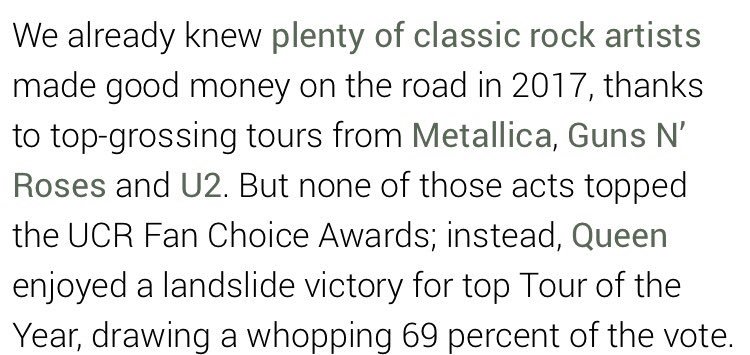 We already knew plenty of classic rock artists
made good money on the road in 2017, thanks
to top-grossing tours from Metallica, Guns N’
Roses and U2. But none of those acts topped
the UCR Fan Choice Awards; instead, Queen
enjoyed a landslide victory for top Tour of the
Year, drawing a whopping 69 percent of the vote.